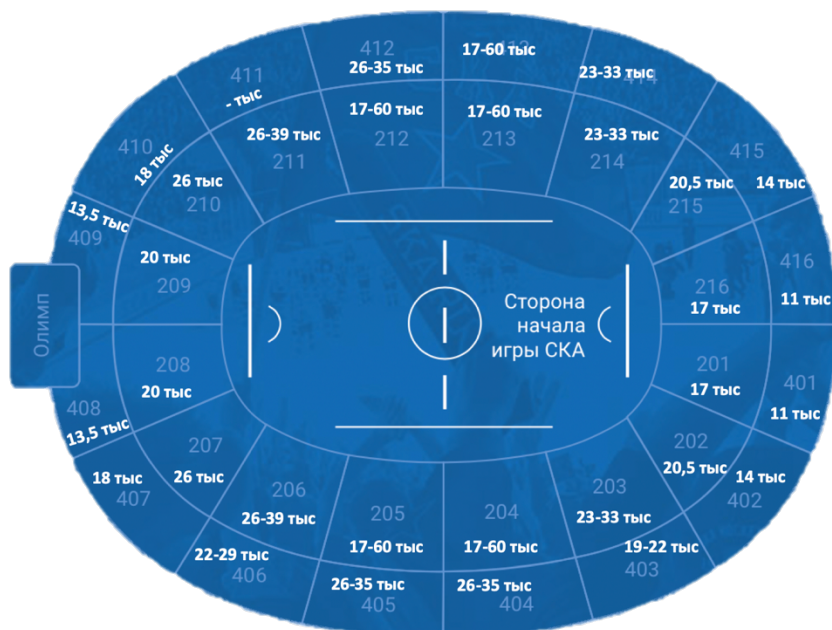 412
26-35 тыс
17-60 тыс
413
411
- тыс
23-33 тыс
414
410
18 тыс
26-39 тыс
211
17-60 тыс
212
17-60 тыс
213
23-33 тыс
214
415
14 тыс
26 тыс
210
20,5 тыс
215
13,5 тыс
409
20 тыс
209
216
17 тыс
416
11 тыс
Олимп
Сторона
начала
игры СКА
208
20 тыс
201
17 тыс
401
11 тыс
408
13,5 тыс
207
26 тыс
202
20,5 тыс
14 тыс
402
18 тыс
407
206
26-39 тыс
205
17-60 тыс
204
17-60 тыс
203
23-33 тыс
22-29 тыс
406
26-35 тыс
405
26-35 тыс
404
19-22 тыс
403